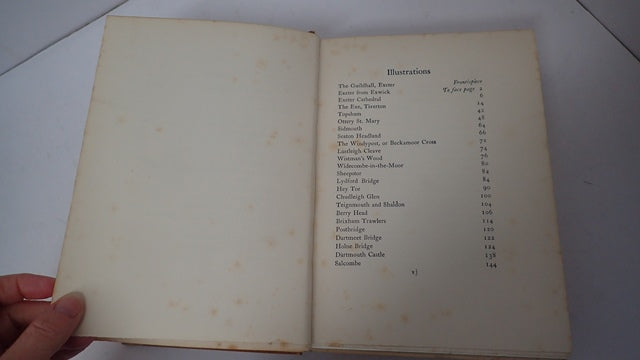 Illustrations
The Guildhall, Exeter Frontispiece
Exeter from Exwick To face page 2
Exeter Cathedral 6
The Exe, Tiverton 14
Topsham 42
Ottery St. Mary 48
Sidmouth 64
Seaton Headland 66
The Windypost, or Beckamoor Cross 72
Lustleigh Cleave 74
Wistman's Wood 76
Widecombe-in-the-Moor 80
Sheepstor 82
Lydford Bridge 84
Hey Tor 90
Chudleigh Glen 100
Teignmouth and Shaldon 104
Berry Head 106
Brixham Trawlers 114
Postbridge 120
Dartmeet Bridge 122
Holne Bridge 124
Dartmouth Castle 138
Salcombe 144
vj